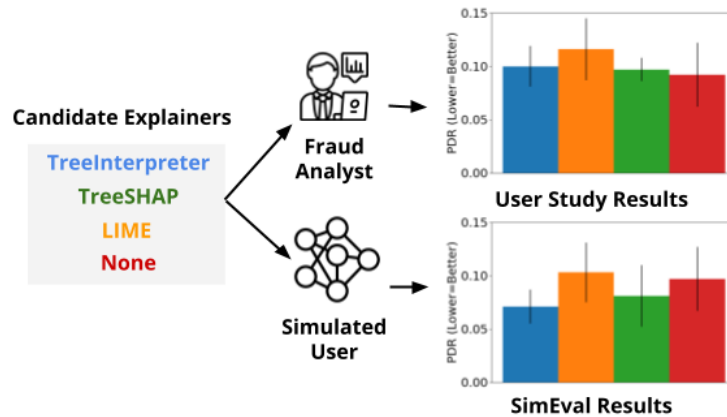 Candidate Explainers
TreeInterpreter
TreeSHAP
LIME
None
Fraud
Analyst
Simulated
User
PDR (Lower=Better)
0.15
0.10
0.05
0.00
User Study Results
PDR (Lower=Better)
0.15
0.10
0.05
0.00
SimEval Results